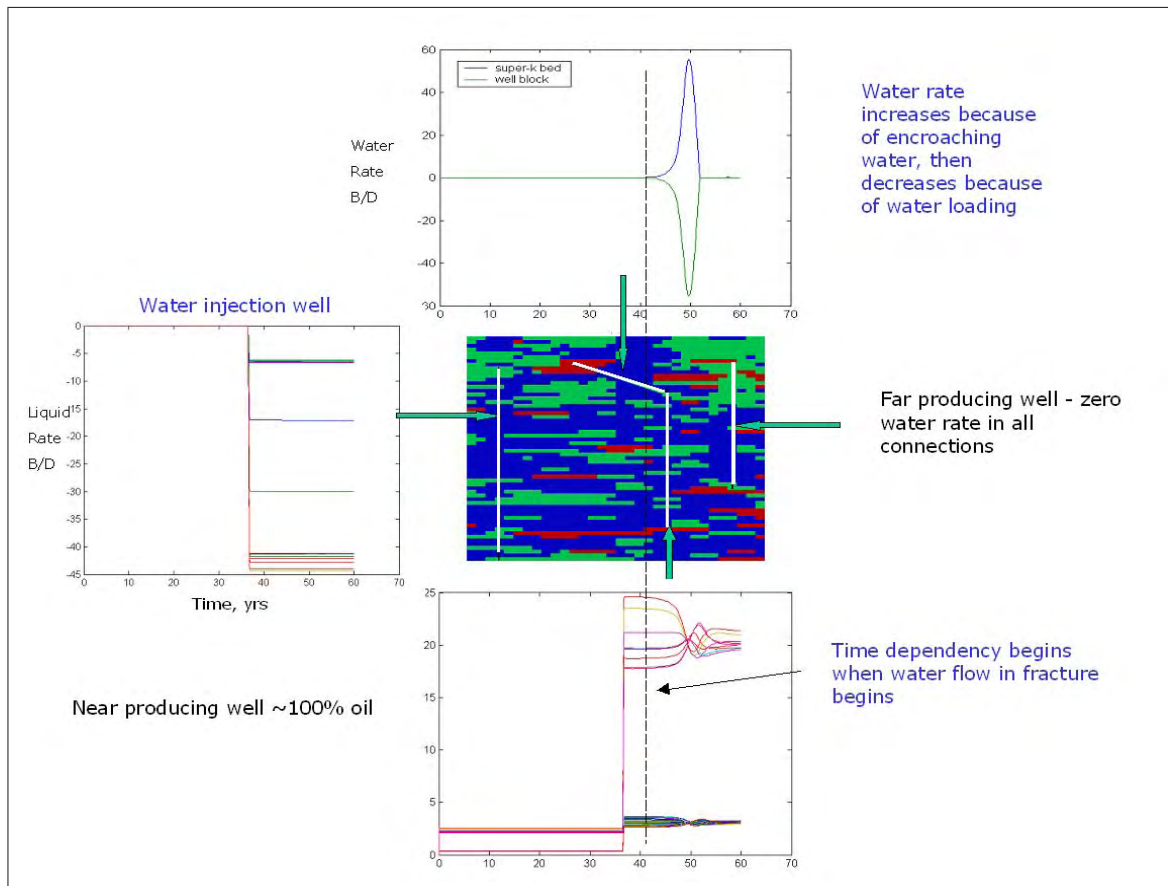 60
40
20
0
-20
-40
30
super-k bed
well block
Water
Rate
B/D
0 10 20 30 40 50 60 70
Water rate
increases because
of encroaching
water, then
decreases because
of water loading
Water injection well
0
-5
-10
-15
-20
-25
-30
-35
-40
-45
Liquid
Rate
B/D
0 10 20 30 40 50 60 70
Time, yrs
Far producing well - zero
water rate in all
connections
25
20
15
10
5
0
0 10 20 30 40 50 60 70
Near producing well ~100% oil
Time dependency begins
when water flow in fracture
begins